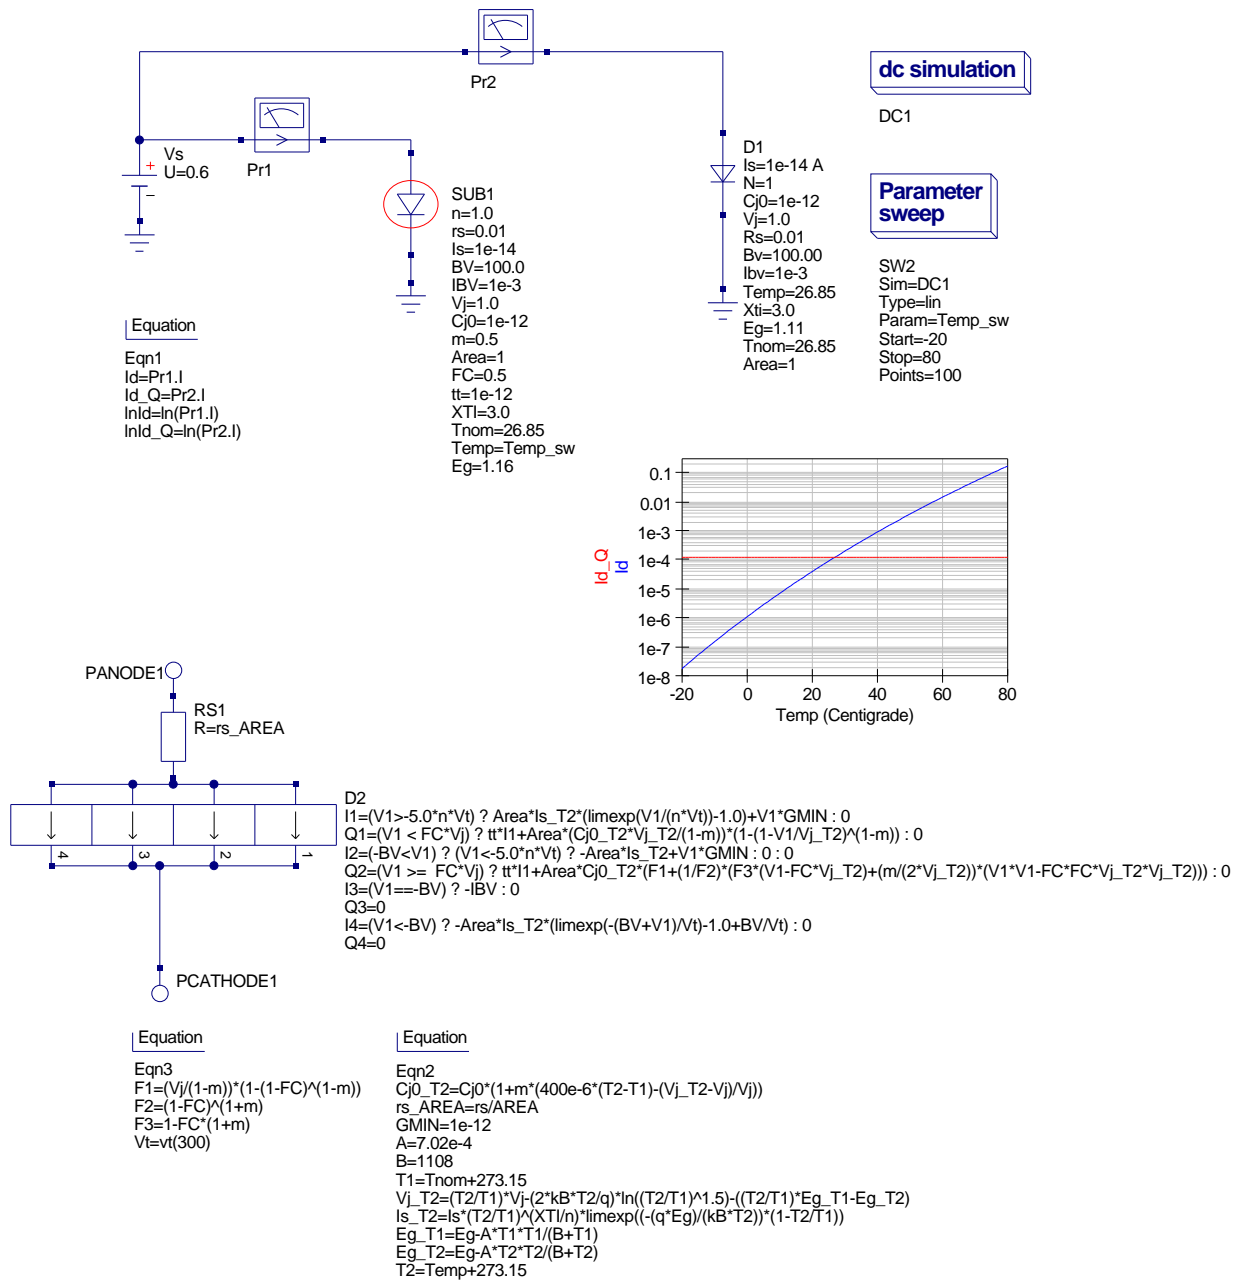 Pr2
dc simulation
DC1
Pr1
Vs
U=0.6
+
SUB1
n=1.0
rs=0.01
Is=1e-14
BV=100.0
IBV=1e-3
Vj=1.0
Cj0=1e-12
m=0.5
Area=1
FC=0.5
tt=1e-12
XTI=3.0
Tnom=26.85
Temp=Temp_sw
Eg=1.16
D1
Is=1e-14 A
N=1
Cj0=1e-12
Vj=1.0
Rs=0.01
Bv=100.00
Ibv=1e-3
Temp=26.85
Xti=3.0
Eg=1.11
Tnom=26.85
Area=1
Parameter
sweep
SW2
Sim=DC1
Type=lin
Param=Temp_sw
Start=-20
Stop=80
Points=100
Equation
Eqn1
Id=Pr1.I
Id_Q=Pr2.I
lnId=ln(Pr1.I)
lnId_Q=ln(Pr2.I)
Id_Q
Id
0.1
0.01
1e-3
1e-4
1e-5
1e-6
1e-7
1e-8
-20
0
20
40
60
80
Temp (Centigrade)
PANODE1
RS1
R=rs_AREA
4
3
2
1
D2
I1=(V1>-5.0*n*Vt) ? Area*Is_T2*(limexp(V1/(n*Vt))-1.0)+V1*GMIN : 0
Q1=(V1 < FC*Vj) ? tt*I1+Area*(Cj0_T2*Vj_T2/(1-m))*(1-(1-V1/Vj_T2)^(1-m)) : 0
I2=(-BV<V1) ? (V1<-5.0*n*Vt) ? -Area*Is_T2+V1*GMIN : 0 : 0
Q2=(V1 >= FC*Vj) ? tt*I1+Area*Cj0_T2*(F1+(1/F2)*(F3*(V1-FC*Vj_T2)+(m/(2*Vj_T2))*(V1*V1-FC*FC*Vj_T2*Vj_T2))) : 0
I3=(V1==-BV) ? -IBV : 0
Q3=0
I4=(V1<-BV) ? -Area*Is_T2*(limexp(-(BV+V1)/Vt)-1.0+BV/Vt) : 0
Q4=0
PCATHODE1
Equation
Eqn3
F1=(Vj/(1-m))*(1-(1-FC)^(1-m))
F2=(1-FC)^(1+m)
F3=1-FC*(1+m)
Vt=vt(300)
Equation
Eqn2
Cj0_T2=Cj0*(1+m*(400e-6*(T2-T1)-(Vj_T2-Vj)/Vj))
rs_AREA=rs/AREA
GMIN=1e-12
A=7.02e-4
B=1108
T1=Tnom+273.15
Vj_T2=(T2/T1)*Vj-(2*kB*T2/q)*ln((T2/T1)^1.5)-((T2/T1)*Eg_T1-Eg_T2)
Is_T2=Is*(T2/T1)^(XTI/n)*limexp((-(q*Eg)/(kB*T2))*(1-T2/T1))
Eg_T1=Eg-A*T1*T1/(B+T1)
Eg_T2=Eg-A*T2*T2/(B+T2)
T2=Temp+273.15